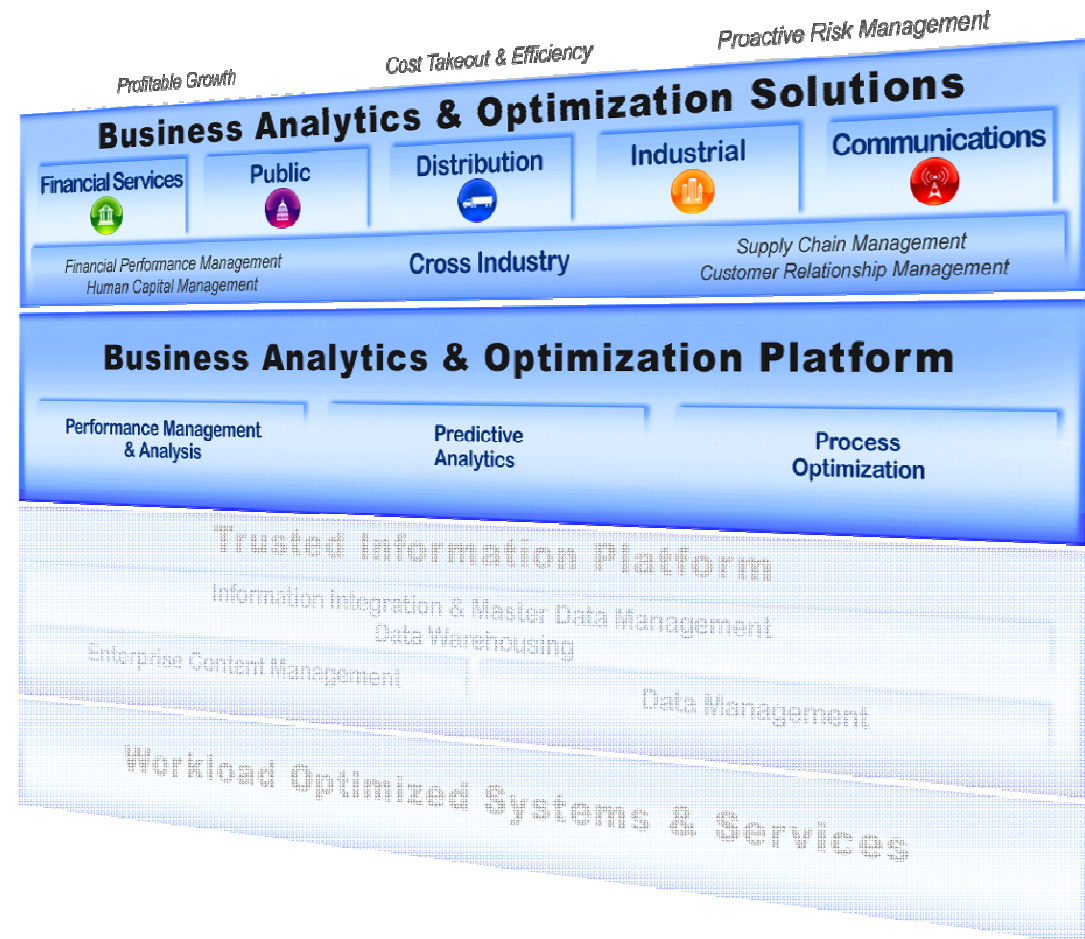 Profitable Growth
Cost Takeout & Efficiency
Proactive Risk Management
Business Analytics & Optimization Solutions
Financial Services
Public
Distribution
Industrial
Communications
Financial Performance Management
Human Capital Management
Cross Industry
Supply Chain Management
Customer Relationship Management
Business Analytics & Optimization Platform
Performance Management
& Analysis
Predictive
Analytics
Process
Optimization
Trusted Information Platform
Information Integration & Master Data Management
Data Warehousing
Enterprise Content Management
Data Management
Workload Optimized Systems & Services